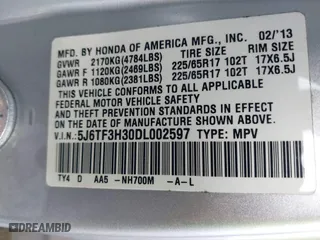 MFD. BY HONDA OF AMERICA MFG., INC. 02/'13
GVWR 2170KG(4784LBS) TIRE SIZE RIM SIZE
GAWR F 1120KG(2469LBS) 225/65R17 102T 17X6.5J
GAWR R 1080KG(2381LBS) 225/65R17 102T 17X6.5J
THIS VEHICLE CONFORMS TO ALL APPLICABLE
FEDERAL MOTOR VEHICLE SAFETY, BUMPER,
AND THEFT PREVENTION STANDARDS IN EFFECT ON
THE DATE OF MANUFACTURE SHOWN ABOVE.
V.I.N: 5J6TF3H30DL002597 TYPE: MPV
TY4 D AA5 -NH700M -A-L